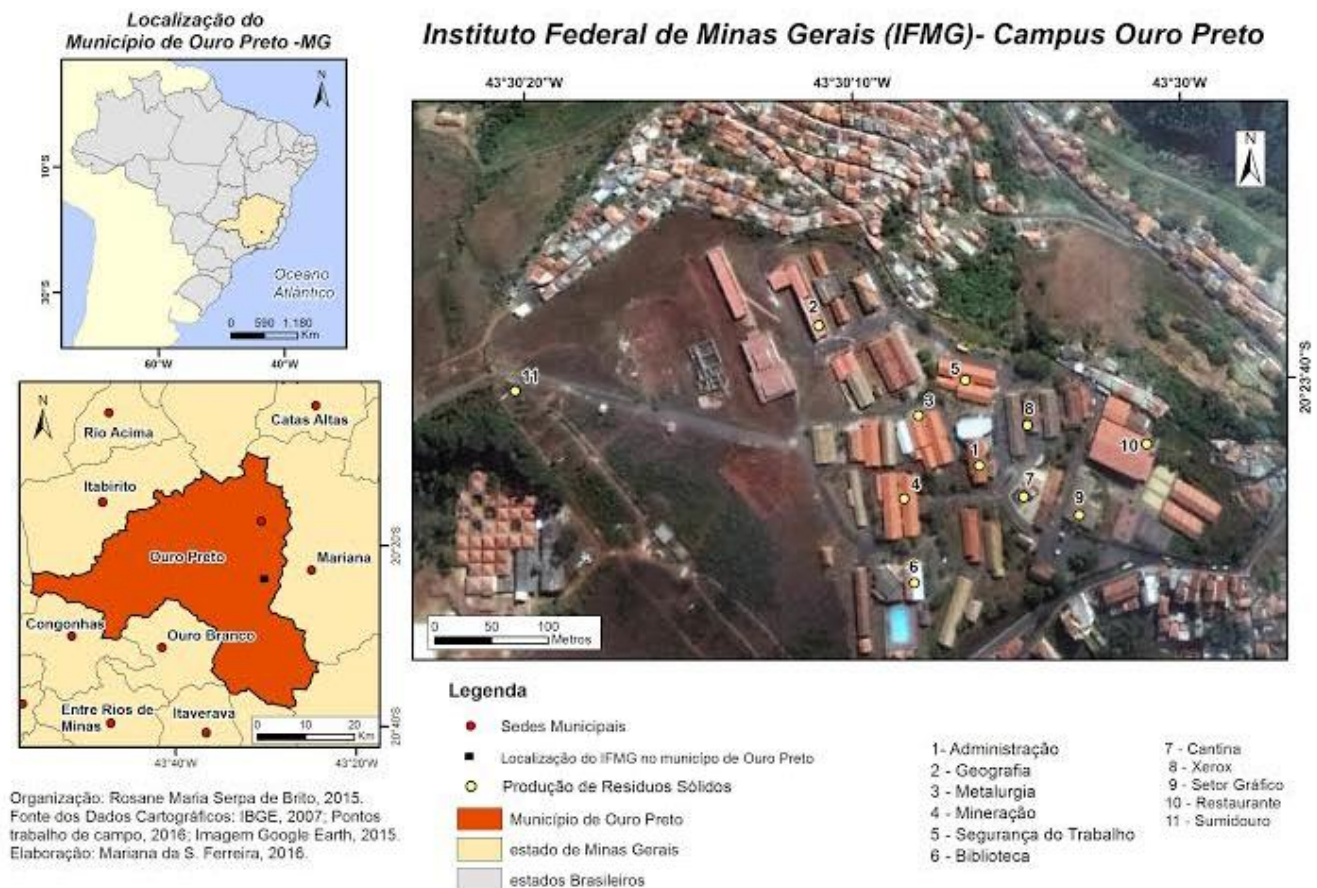 Localização do
Município de Ouro Preto -MG
N
10°S
30°S
Oceano
Atlântico
0 590 1.180
Km
60°W 40°W
N
Rio Acima
Catas Altas
Itabirito
Ouro Preto
Mariana
Congonhas
Ouro Branco
Entre Rios de
Minas
Itaverava
0 10 20
Km
20°20'S
20°40'S
43°40'W 43°20'W
Organização: Rosane Maria Serpa de Brito, 2015.
Fonte dos Dados Cartográficos: IBGE, 2007; Pontos
trabalho de campo, 2016; Imagem Google Earth, 2015.
Elaboração: Mariana da S. Ferreira, 2016.
Instituto Federal de Minas Gerais (IFMG)- Campus Ouro Preto
43°30'20"W 43°30'10"W 43°30'W
N
20°23'40"S
2
11
5
3
8
10
1
4
7
9
6
0 50 100
Metros
Legenda
Sedes Municipais
Localização do IFMG no municípo de Ouro Preto
Produção de Resíduos Sólidos
Município de Ouro Preto
estado de Minas Gerais
estados Brasileiros
1- Administração
2 - Geografia
3 - Metalurgia
4 - Mineração
5 - Segurança do Trabalho
6 - Biblioteca
7 - Cantina
8 - Xerox
9 - Setor Gráfico
10 - Restaurante
11 - Sumidouro